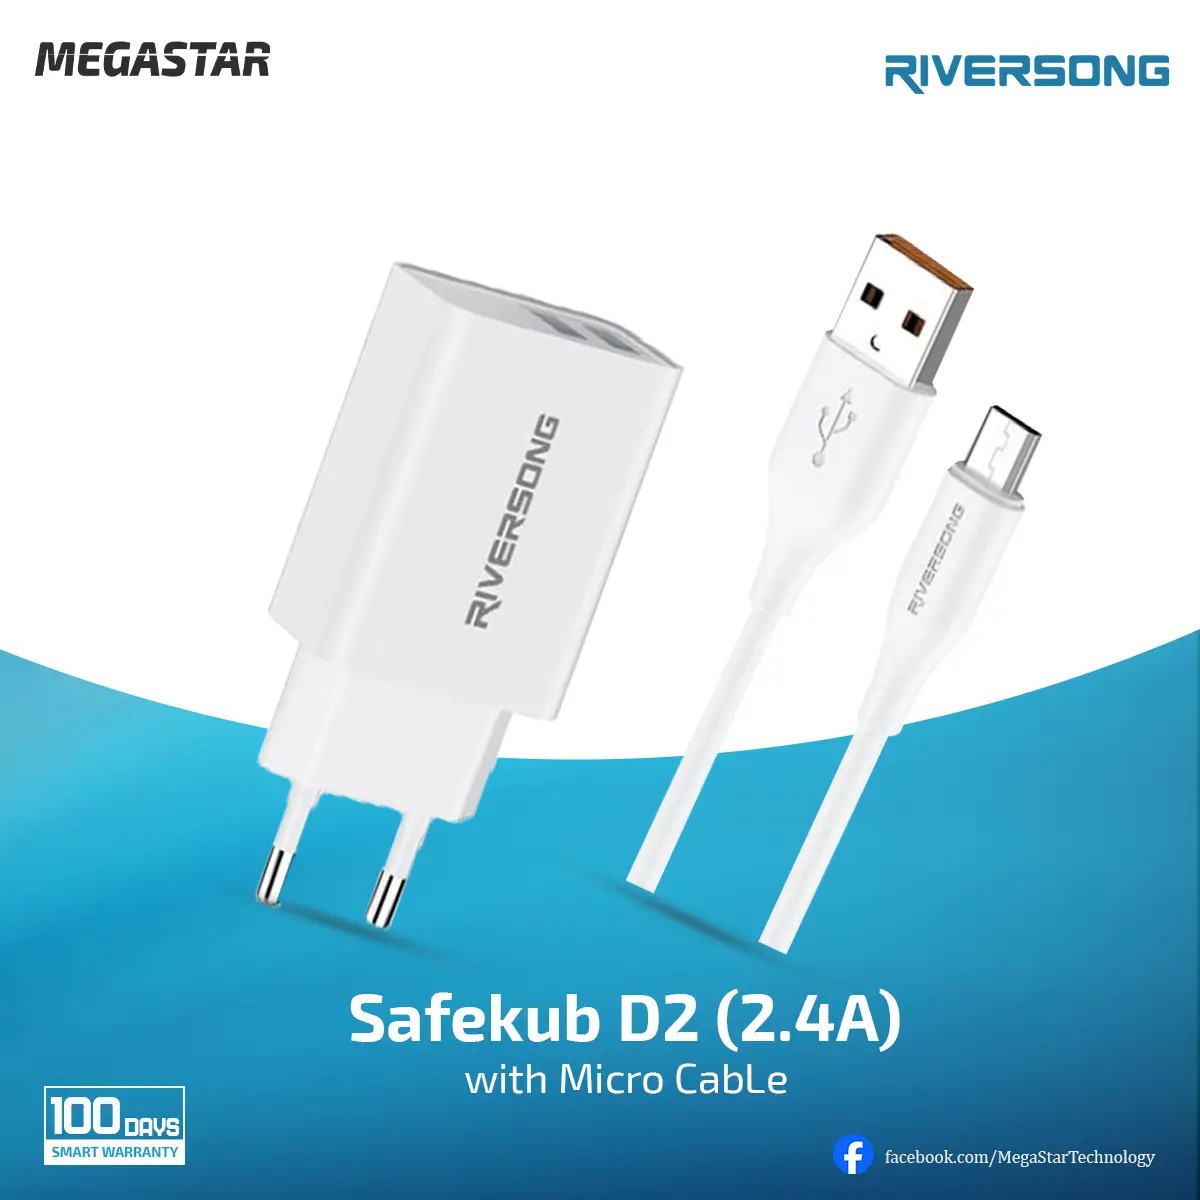 MEGASTAR
RIVERSONG
RIVERSONG
RIVERSONG
Safekub D2 (2.4A)
with Micro CabLe
100 DAYS
SMART WARRANTY
facebook.com/MegaStarTechnology